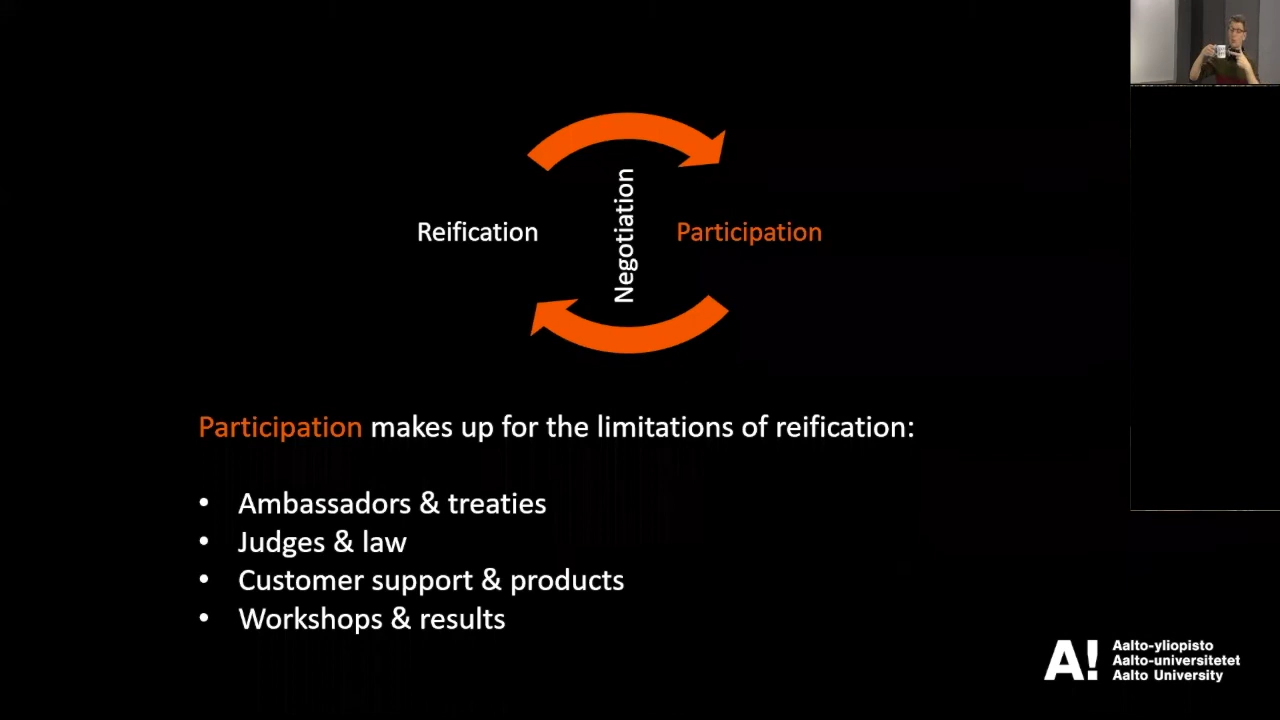 Negotiation
Reification
Participation
Participation makes up for the limitations of reification:
• Ambassadors & treaties
• Judges & law
• Customer support & products
• Workshops & results
A! Aalto-yliopisto
Aalto-universitetet
Aalto University